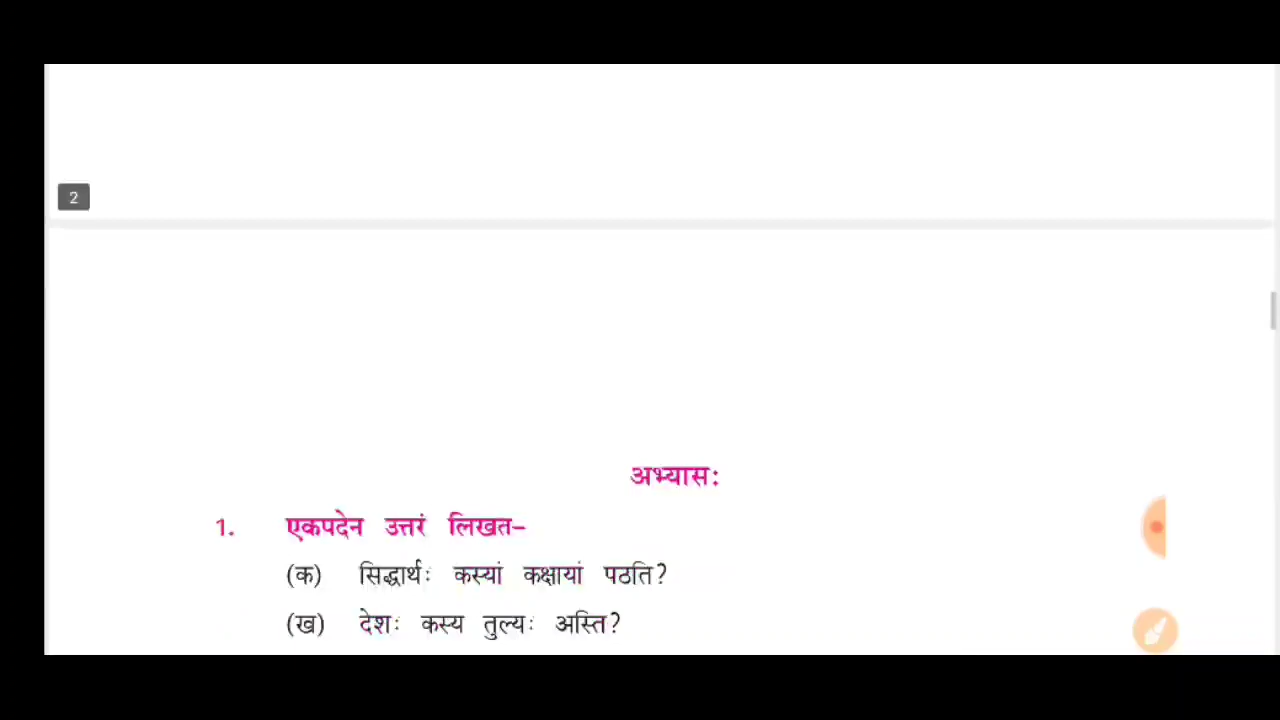 2
अभ्यासः
1. एकपदेन उत्तरं लिखत–
(क) सिद्धार्थः कस्यां कक्षायां पठति?
(ख) देशः कस्य तुल्यः अस्ति?